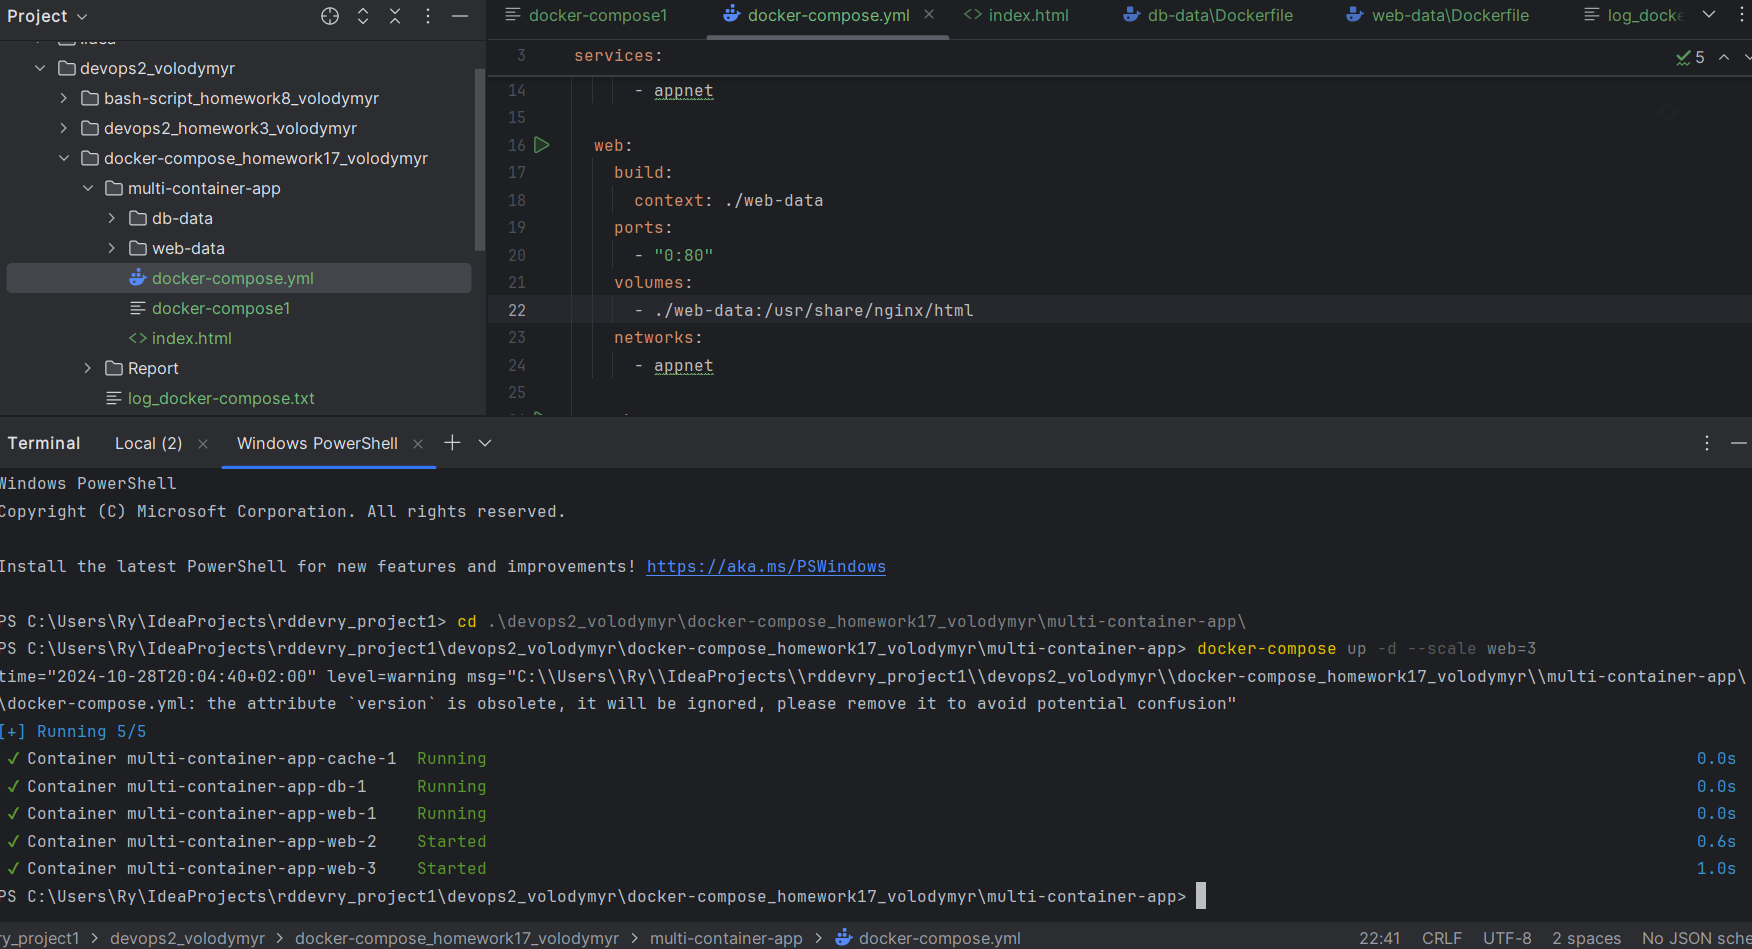 Project
devops2_volodymyr
bash-script_homework8_volodymyr
devops2_homework3_volodymyr
docker-compose_homework17_volodymyr
multi-container-app
db-data
web-data
docker-compose.yml
docker-compose1
index.html
Report
log_docker-compose.txt
docker-compose1 docker-compose.yml index.html db-data\Dockerfile web-data\Dockerfile log_docke
3 services: 5
14 - appnet
15
16 web:
17 build:
18 context: ./web-data
19 ports:
20 - "0:80"
21 volumes:
22 - ./web-data:/usr/share/nginx/html
23 networks:
24 - appnet
25
Terminal Local (2) Windows PowerShell
Windows PowerShell
Copyright (C) Microsoft Corporation. All rights reserved.
Install the latest PowerShell for new features and improvements! https://aka.ms/PSWindows
PS C:\Users\Ry\IdeaProjects\rddevry_project1> cd .\devops2_volodymyr\docker-compose_homework17_volodymyr\multi-container-app\
PS C:\Users\Ry\IdeaProjects\rddevry_project1\devops2_volodymyr\docker-compose_homework17_volodymyr\multi-container-app> docker-compose up -d --scale web=3
time="2024-10-28T20:04:40+02:00" level=warning msg="C:\\Users\\Ry\\IdeaProjects\\rddevry_project1\\devops2_volodymyr\\docker-compose_homework17_volodymyr\\multi-container-app\
\docker-compose.yml: the attribute `version` is obsolete, it will be ignored, please remove it to avoid potential confusion"
[+] Running 5/5
✓ Container multi-container-app-cache-1 Running 0.0s
✓ Container multi-container-app-db-1 Running 0.0s
✓ Container multi-container-app-web-1 Running 0.0s
✓ Container multi-container-app-web-2 Started 0.6s
✓ Container multi-container-app-web-3 Started 1.0s
PS C:\Users\Ry\IdeaProjects\rddevry_project1\devops2_volodymyr\docker-compose_homework17_volodymyr\multi-container-app>
ry_project1 > devops2_volodymyr > docker-compose_homework17_volodymyr > multi-container-app > docker-compose.yml 22:41 CRLF UTF-8 2 spaces No JSON sche